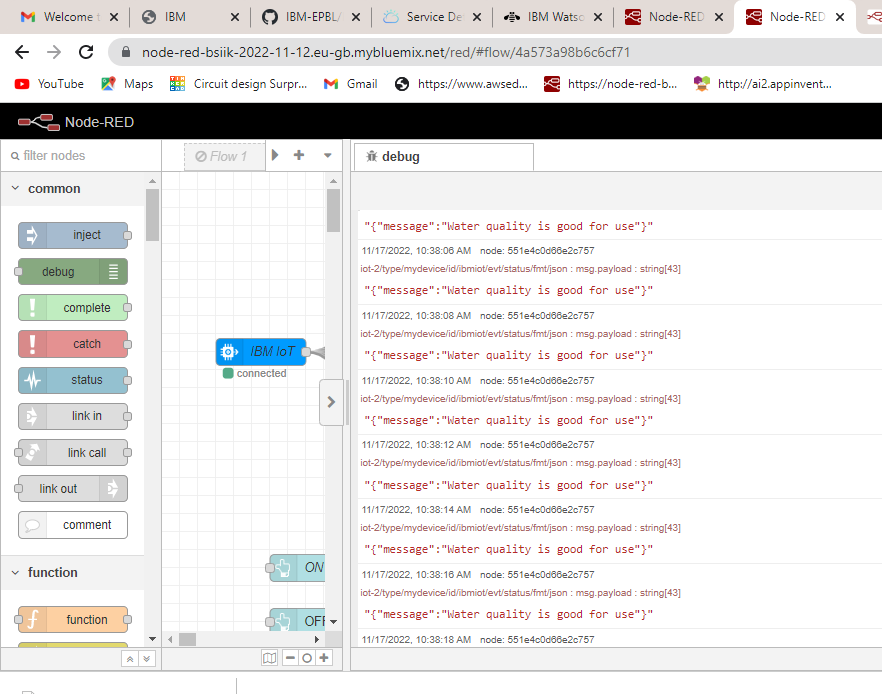 Welcome t
IBM
IBM-EPBL/
Service De
IBM Watso
Node-RED
Node-RED
node-red-bsiik-2022-11-12.eu-gb.mybluemix.net/red/#flow/4a573a98b6c6cf71
YouTube
Maps
Circuit design Surpr...
Gmail
https://www.awsed...
https://node-red-b...
http://ai2.appinvent...
Node-RED
filter nodes
Flow 1
debug
common
inject
debug
complete
catch
status
link in
link call
link out
comment
function
function
IBM IoT
connected
ON
OFF
"{"message":"Water quality is good for use"}"
11/17/2022, 10:38:06 AM node: 551e4c0d66e2c757
iot-2/type/mydevice/id/ibmiot/evt/status/fmt/json : msg.payload : string[43]
"{"message":"Water quality is good for use"}"
11/17/2022, 10:38:08 AM node: 551e4c0d66e2c757
iot-2/type/mydevice/id/ibmiot/evt/status/fmt/json : msg.payload : string[43]
"{"message":"Water quality is good for use"}"
11/17/2022, 10:38:10 AM node: 551e4c0d66e2c757
iot-2/type/mydevice/id/ibmiot/evt/status/fmt/json : msg.payload : string[43]
"{"message":"Water quality is good for use"}"
11/17/2022, 10:38:12 AM node: 551e4c0d66e2c757
iot-2/type/mydevice/id/ibmiot/evt/status/fmt/json : msg.payload : string[43]
"{"message":"Water quality is good for use"}"
11/17/2022, 10:38:14 AM node: 551e4c0d66e2c757
iot-2/type/mydevice/id/ibmiot/evt/status/fmt/json : msg.payload : string[43]
"{"message":"Water quality is good for use"}"
11/17/2022, 10:38:16 AM node: 551e4c0d66e2c757
iot-2/type/mydevice/id/ibmiot/evt/status/fmt/json : msg.payload : string[43]
"{"message":"Water quality is good for use"}"
11/17/2022, 10:38:18 AM node: 551e4c0d66e2c757